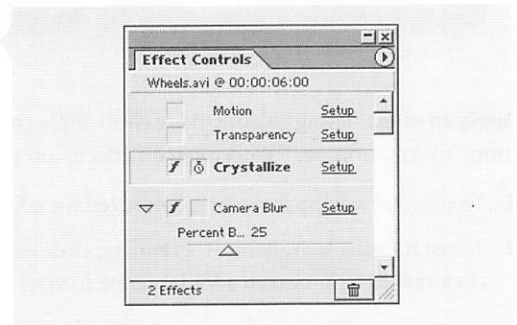 Effect Controls
Wheels.avi @ 00:00:06:00
Motion Setup
Transparency Setup
f Crystallize Setup
f Camera Blur Setup
Percent B... 25
2 Effects